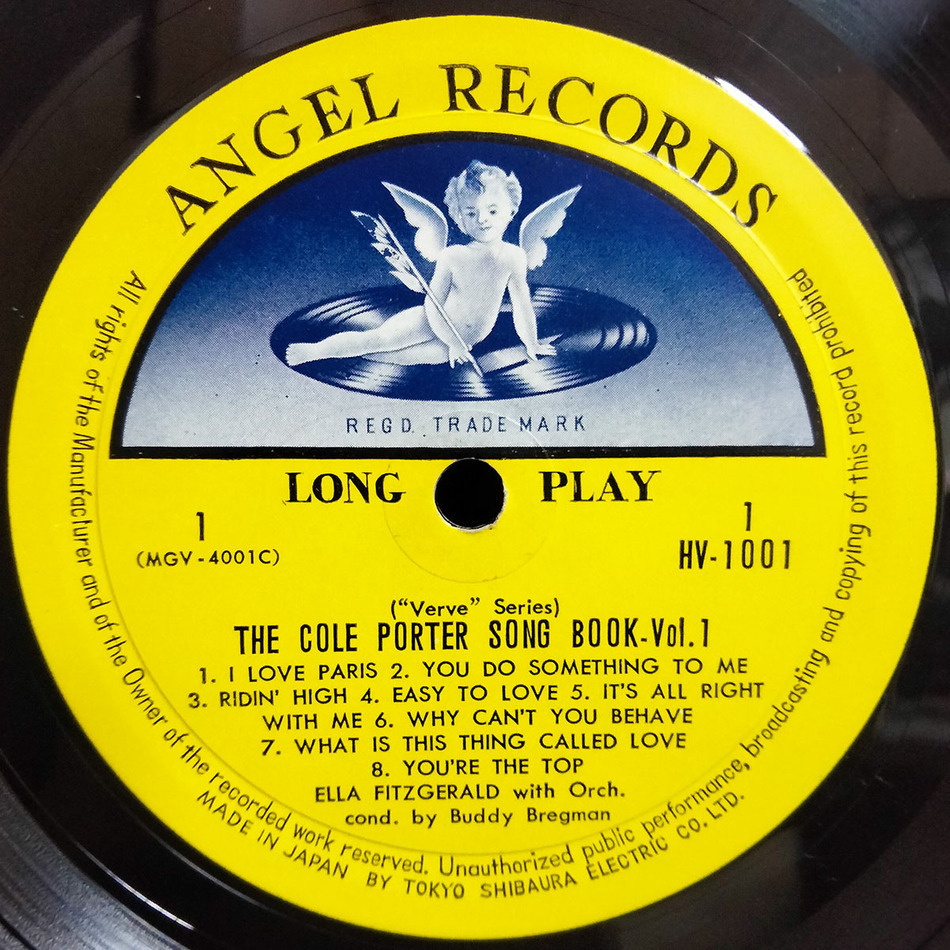 ANGEL RECORDS
REGD. TRADE MARK
LONG PLAY
1
(MGV-4001C)
1
HV-1001
("Verve" Series)
THE COLE PORTER SONG BOOK-Vol.1
1. I LOVE PARIS 2. YOU DO SOMETHING TO ME
3. RIDIN' HIGH 4. EASY TO LOVE 5. IT'S ALL RIGHT
WITH ME 6. WHY CAN'T YOU BEHAVE
7. WHAT IS THIS THING CALLED LOVE
8. YOU'RE THE TOP
ELLA FITZGERALD with Orch.
cond. by Buddy Bregman
All rights of the Manufacturer and of the Owner of the recorded work reserved. Unauthorized public performance, broadcasting and copying of this record prohibited
MADE IN JAPAN BY TOKYO SHIBAURA ELECTRIC CO. LTD.